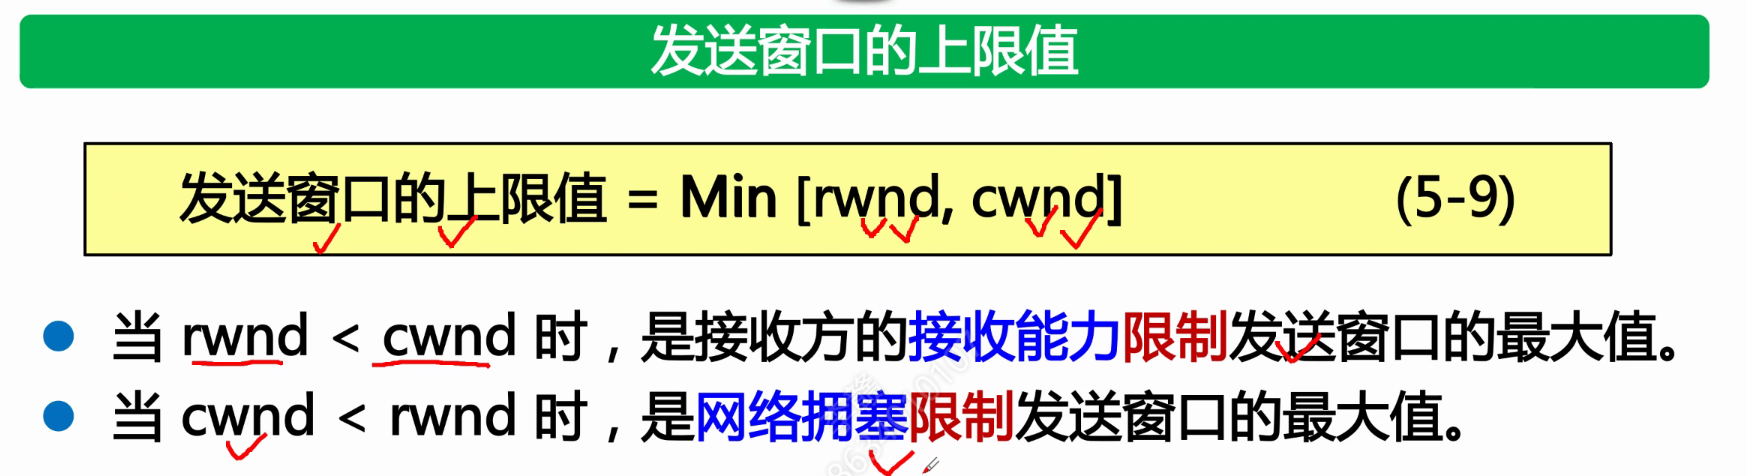 发送窗口的上限值
发送窗口的上限值 = Min [rwnd, cwnd] (5-9)
当 rwnd < cwnd 时，是接收方的接收能力限制发送窗口的最大值。
当 cwnd < rwnd 时，是网络拥塞限制发送窗口的最大值。